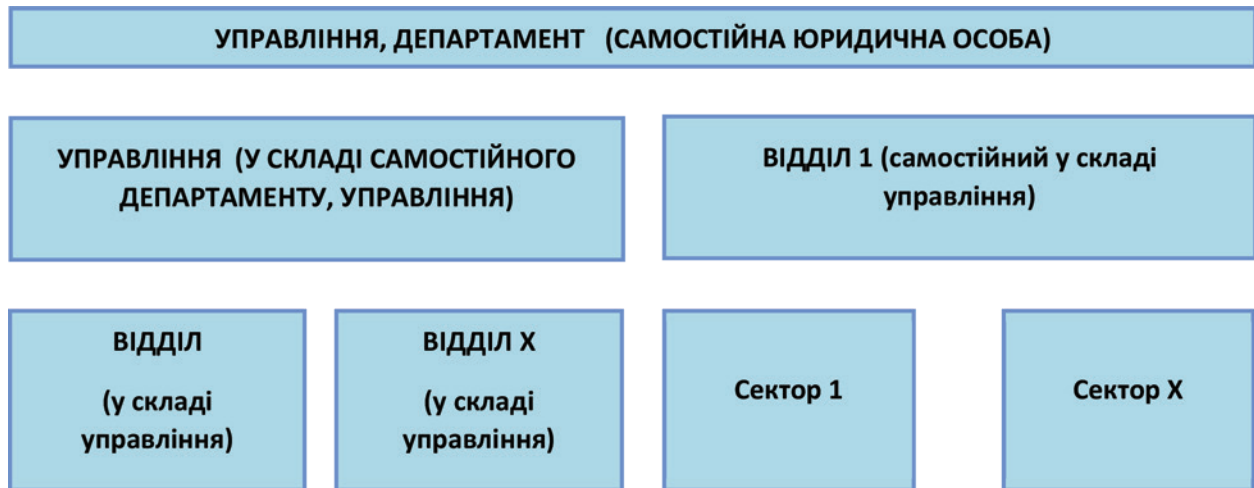 УПРАВЛІННЯ, ДЕПАРТАМЕНТ (САМОСТІЙНА ЮРИДИЧНА ОСОБА)
УПРАВЛІННЯ (У СКЛАДІ САМОСТІЙНОГО
ДЕПАРТАМЕНТУ, УПРАВЛІННЯ)
ВІДДІЛ 1 (самостійний у складі
управління)
ВІДДІЛ
(у складі
управління)
ВІДДІЛ Х
(у складі
управління)
Сектор 1
Сектор Х